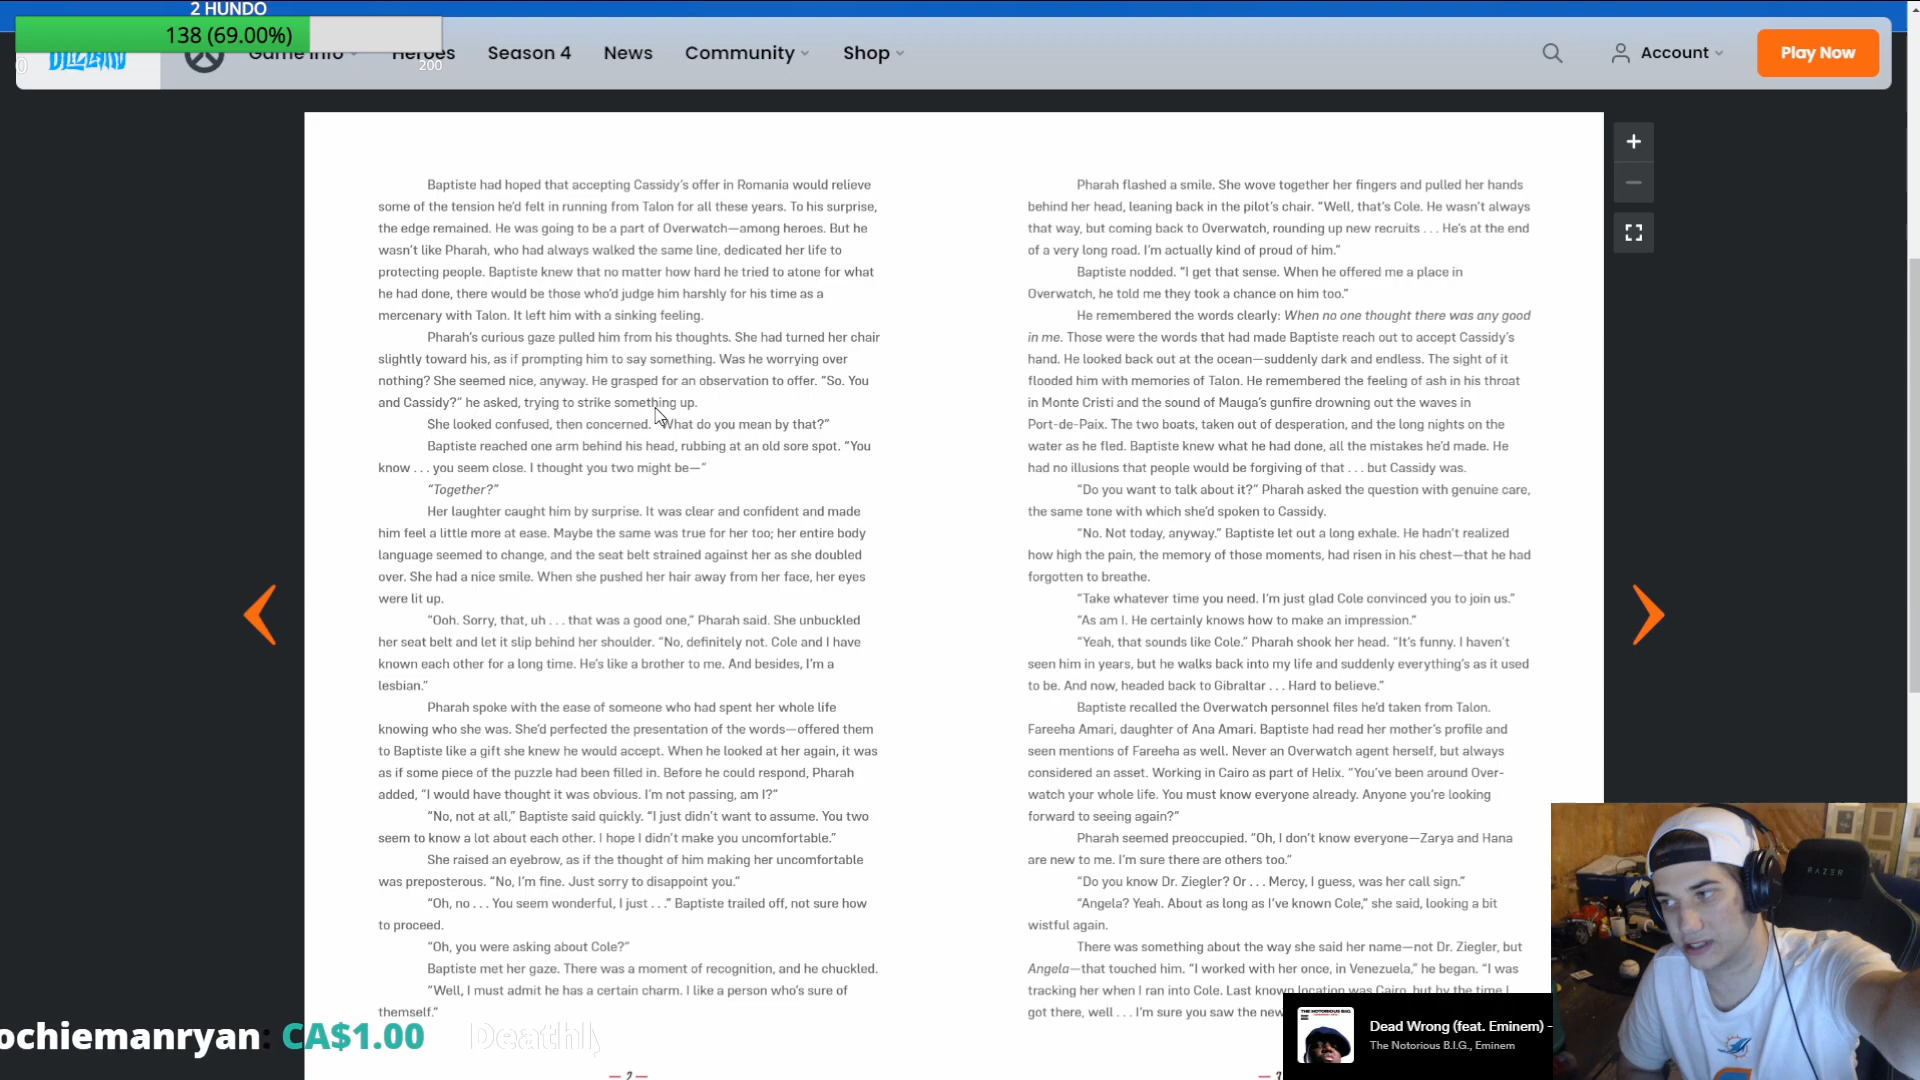 2 HUNDO
138 (69.00%)
0
200
BLIZZARD
Game Info
Heroes
Season 4
News
Community
Shop
Account
Play Now
Baptiste had hoped that accepting Cassidy’s offer in Romania would relieve
some of the tension he’d felt in running from Talon for all these years. To his surprise,
the edge remained. He was going to be a part of Overwatch—among heroes. But he
wasn’t like Pharah, who had always walked the same line, dedicated her life to
protecting people. Baptiste knew that no matter how hard he tried to atone for what
he had done, there would be those who’d judge him harshly for his time as a
mercenary with Talon. It left him with a sinking feeling.
Pharah’s curious gaze pulled him from his thoughts. She had turned her chair
slightly toward his, as if prompting him to say something. Was he worrying over
nothing? She seemed nice, anyway. He grasped for an observation to offer. “So. You
and Cassidy?” he asked, trying to strike something up.
She looked confused, then concerned. “What do you mean by that?”
Baptiste reached one arm behind his head, rubbing at an old sore spot. “You
know . . . you seem close. I thought you two might be—”
“Together?”
Her laughter caught him by surprise. It was clear and confident and made
him feel a little more at ease. Maybe the same was true for her too; her entire body
language seemed to change, and the seat belt strained against her as she doubled
over. She had a nice smile. When she pushed her hair away from her face, her eyes
were lit up.
“Ooh. Sorry, that, uh . . . that was a good one,” Pharah said. She unbuckled
her seat belt and let it slip behind her shoulder. “No, definitely not. Cole and I have
known each other for a long time. He’s like a brother to me. And besides, I’m a
lesbian.”
Pharah spoke with the ease of someone who had spent her whole life
knowing who she was. She’d perfected the presentation of the words—offered them
to Baptiste like a gift she knew he would accept. When he looked at her again, it was
as if some piece of the puzzle had been filled in. Before he could respond, Pharah
added, “I would have thought it was obvious. I’m not passing, am I?”
“No, not at all,” Baptiste said quickly. “I just didn’t want to assume. You two
seem to know a lot about each other. I hope I didn’t make you uncomfortable.”
She raised an eyebrow, as if the thought of him making her uncomfortable
was preposterous. “No, I’m fine. Just sorry to disappoint you.”
“Oh, no . . . You seem wonderful, I just . . .” Baptiste trailed off, not sure how
to proceed.
“Oh, you were asking about Cole?”
Baptiste met her gaze. There was a moment of recognition, and he chuckled.
“Well, I must admit he has a certain charm. I like a person who’s sure of
themself.”
— 2 —
Pharah flashed a smile. She wove together her fingers and pulled her hands
behind her head, leaning back in the pilot’s chair. “Well, that’s Cole. He wasn’t always
that way, but coming back to Overwatch, rounding up new recruits . . . He’s at the end
of a very long road. I’m actually kind of proud of him.”
Baptiste nodded. “I get that sense. When he offered me a place in
Overwatch, he told me they took a chance on him too.”
He remembered the words clearly: When no one thought there was any good
in me. Those were the words that had made Baptiste reach out to accept Cassidy’s
hand. He looked back out at the ocean—suddenly dark and endless. The sight of it
flooded him with memories of Talon. He remembered the feeling of ash in his throat
in Monte Cristi and the sound of Mauga’s gunfire drowning out the waves in
Port-de-Paix. The two boats, taken out of desperation, and the long nights on the
water as he fled. Baptiste knew what he had done, all the mistakes he’d made. He
had no illusions that people would be forgiving of that . . . but Cassidy was.
“Do you want to talk about it?” Pharah asked the question with genuine care,
the same tone with which she’d spoken to Cassidy.
“No. Not today, anyway.” Baptiste let out a long exhale. He hadn’t realized
how high the pain, the memory of those moments, had risen in his chest—that he had
forgotten to breathe.
“Take whatever time you need. I’m just glad Cole convinced you to join us.”
“As am I. He certainly knows how to make an impression.”
“Yeah, that sounds like Cole.” Pharah shook her head. “It’s funny. I haven’t
seen him in years, but he walks back into my life and suddenly everything’s as it used
to be. And now, headed back to Gibraltar . . . Hard to believe.”
Baptiste recalled the Overwatch personnel files he’d taken from Talon.
Fareeha Amari, daughter of Ana Amari. Baptiste had read her mother’s profile and
seen mentions of Fareeha as well. Never an Overwatch agent herself, but always
considered an asset. Working in Cairo as part of Helix. “You’ve been around Over-
watch your whole life. You must know everyone already. Anyone you’re looking
forward to seeing again?”
Pharah seemed preoccupied. “Oh, I don’t know everyone—Zarya and Hana
are new to me. I’m sure there are others too.”
“Do you know Dr. Ziegler? Or . . . Mercy, I guess, was her call sign.”
“Angela? Yeah. About as long as I’ve known Cole,” she said, looking a bit
wistful again.
There was something about the way she said her name—not Dr. Ziegler, but
Angela—that touched him. “I worked with her once, in Venezuela,” he began. “I was
tracking her when I ran into Cole. Last known location was Cairo, but by the time I
got there, well . . . I’m sure you saw the new
ochiemanryan: CA$1.00
Deathly
Dead Wrong (feat. Eminem) -
The Notorious B.I.G., Eminem
RAZER